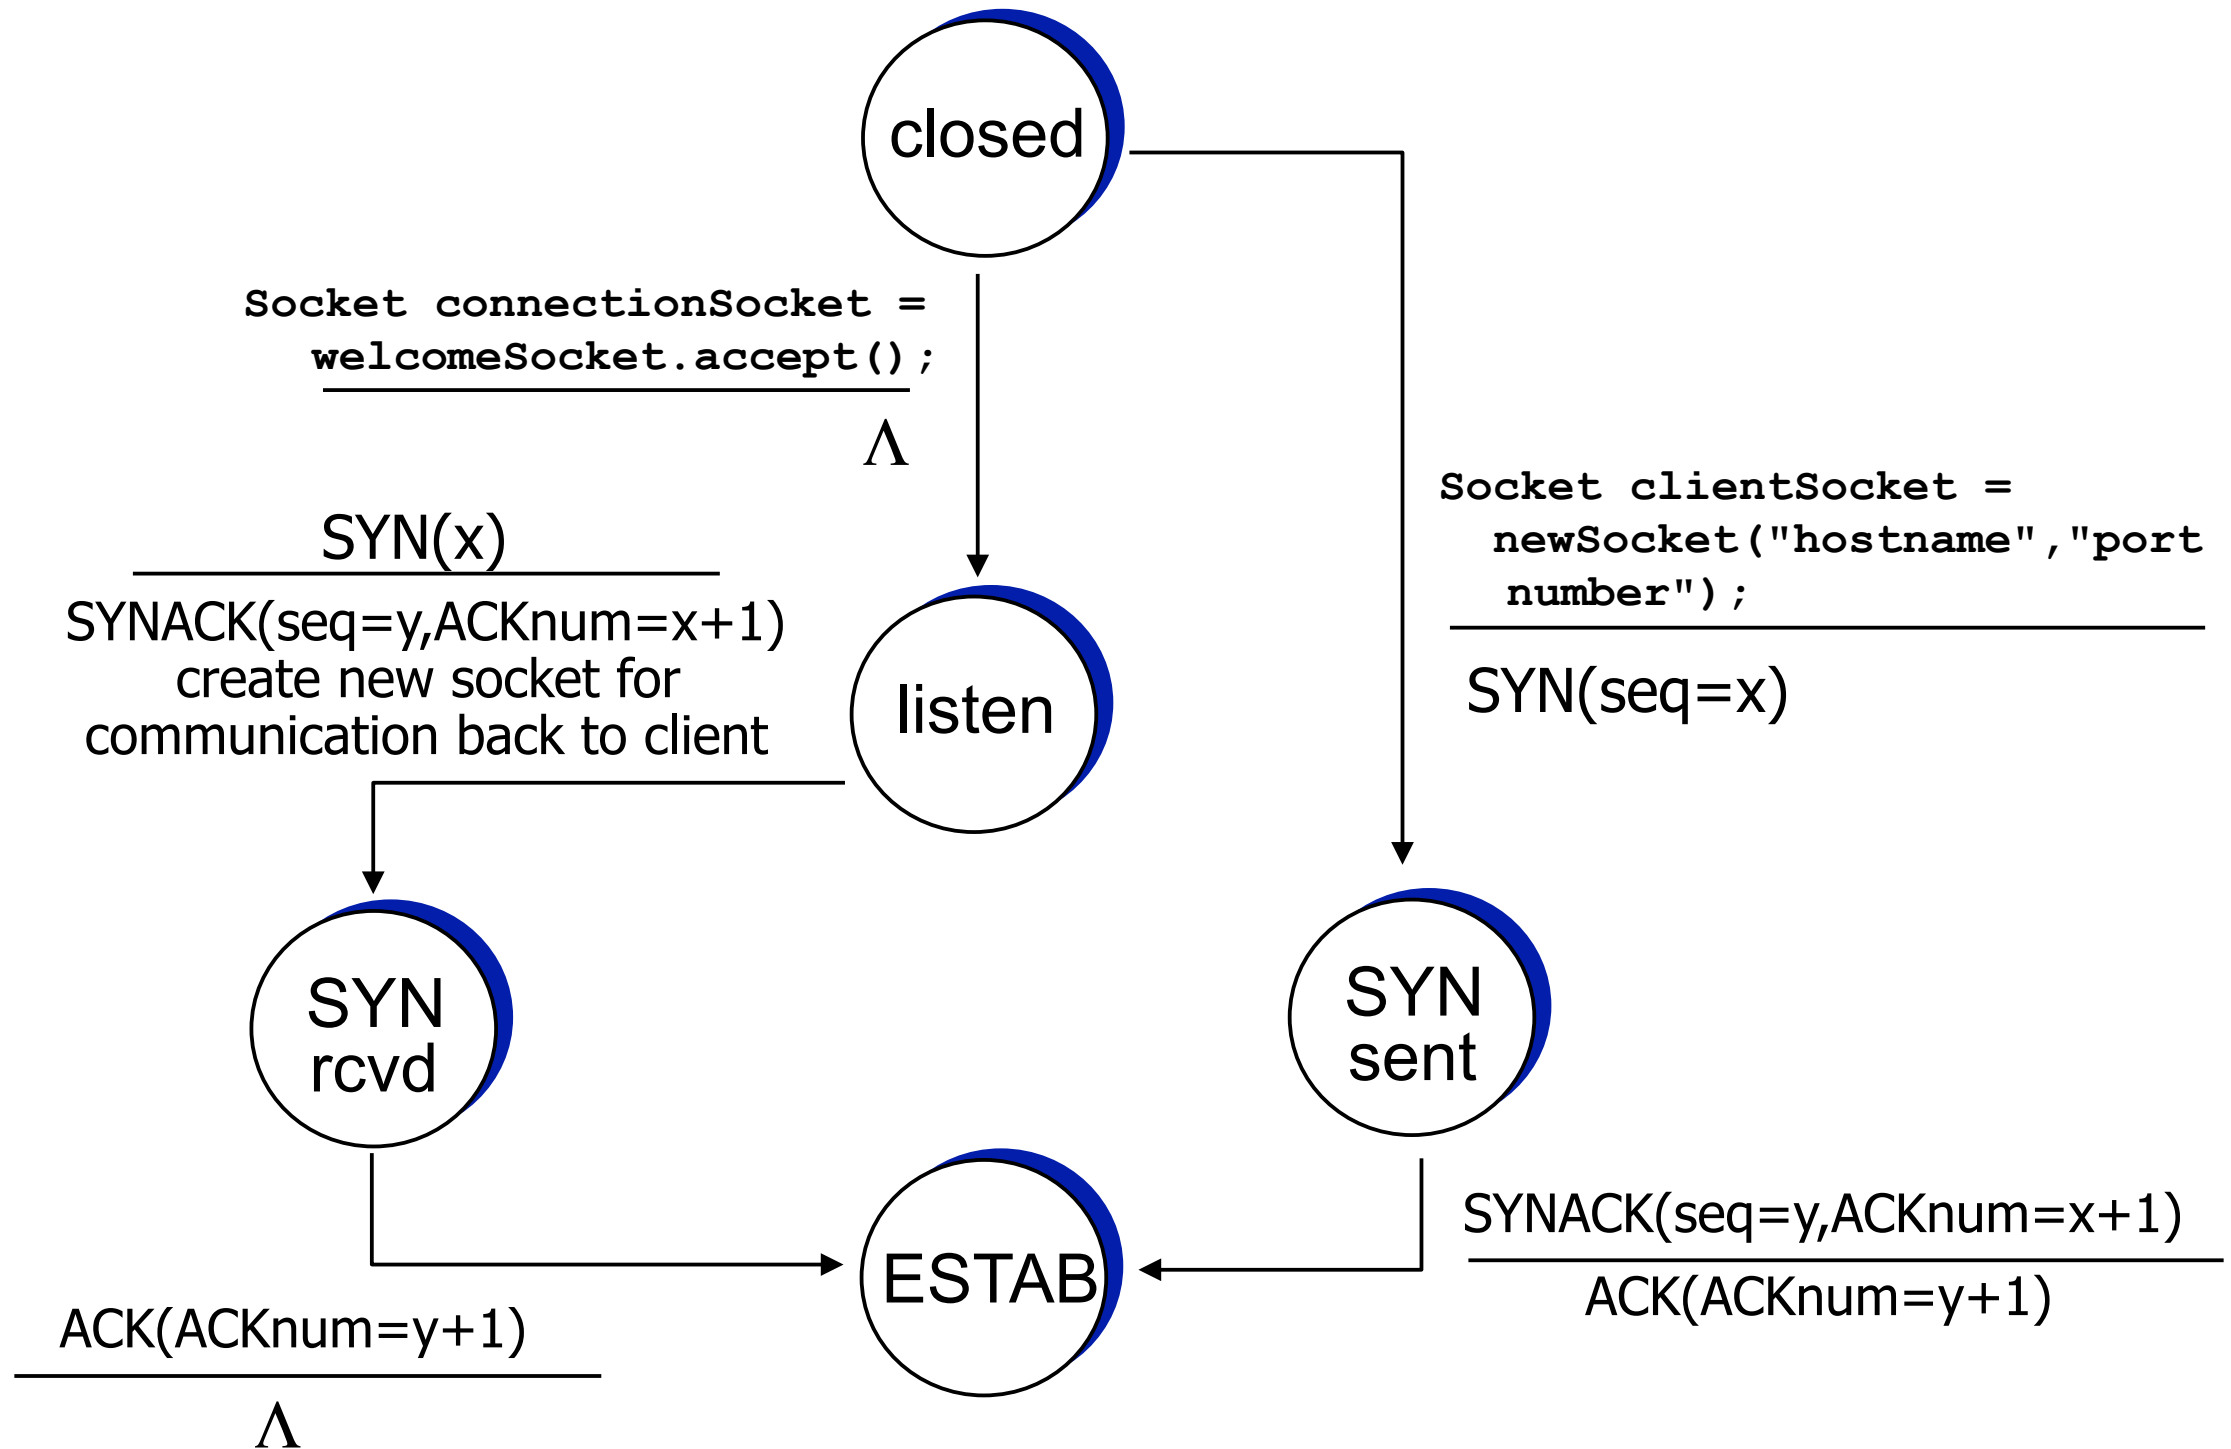 closed
Socket connectionSocket =
welcomeSocket.accept();
Λ
Socket clientSocket =
newSocket("hostname","port
number");
SYN(seq=x)
SYN(x)
SYNACK(seq=y,ACKnum=x+1)
create new socket for
communication back to client
listen
SYN
rcvd
SYN
sent
ESTAB
SYNACK(seq=y,ACKnum=x+1)
ACK(ACKnum=y+1)
ACK(ACKnum=y+1)
Λ